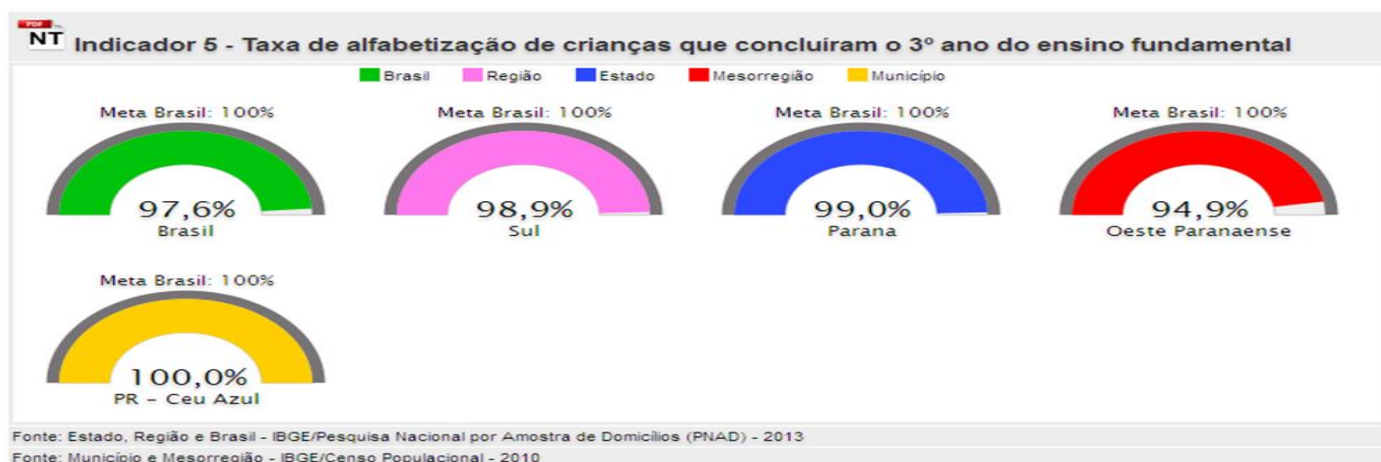 PDF
NT Indicador 5 - Taxa de alfabetização de crianças que concluíram o 3º ano do ensino fundamental
Brasil Região Estado Mesorregião Município
Meta Brasil: 100% Meta Brasil: 100% Meta Brasil: 100% Meta Brasil: 100%
97,6% 98,9% 99,0% 94,9%
Brasil Sul Parana Oeste Paranaense
Meta Brasil: 100%
100,0%
PR – Ceu Azul
Fonte: Estado, Região e Brasil - IBGE/Pesquisa Nacional por Amostra de Domicílios (PNAD) - 2013
Fonte: Município e Mesorregião - IBGE/Censo Populacional - 2010